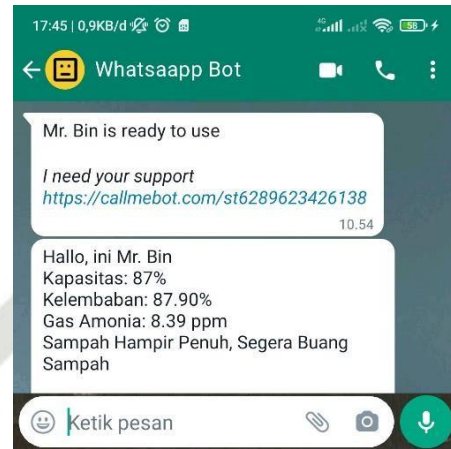 17:45 | 0,9KB/d
4G
58
Whatsaapp Bot
Mr. Bin is ready to use
I need your support
https://callmebot.com/st6289623426138
10.54
Hallo, ini Mr. Bin
Kapasitas: 87%
Kelembaban: 87.90%
Gas Amonia: 8.39 ppm
Sampah Hampir Penuh, Segera Buang
Sampah
Ketik pesan